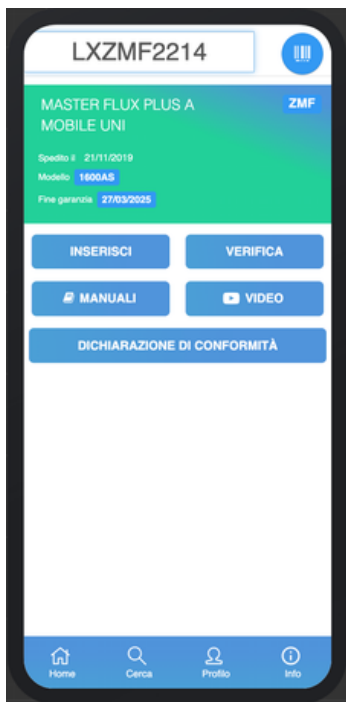 LXZMF2214
MASTER FLUX PLUS A ZMF
MOBILE UNI
Spedito il 21/11/2019
Modello 1600AS
Fine garanzia 27/03/2025
INSERISCI VERIFICA
MANUALI VIDEO
DICHIARAZIONE DI CONFORMITÀ
Home Cerca Profilo Info